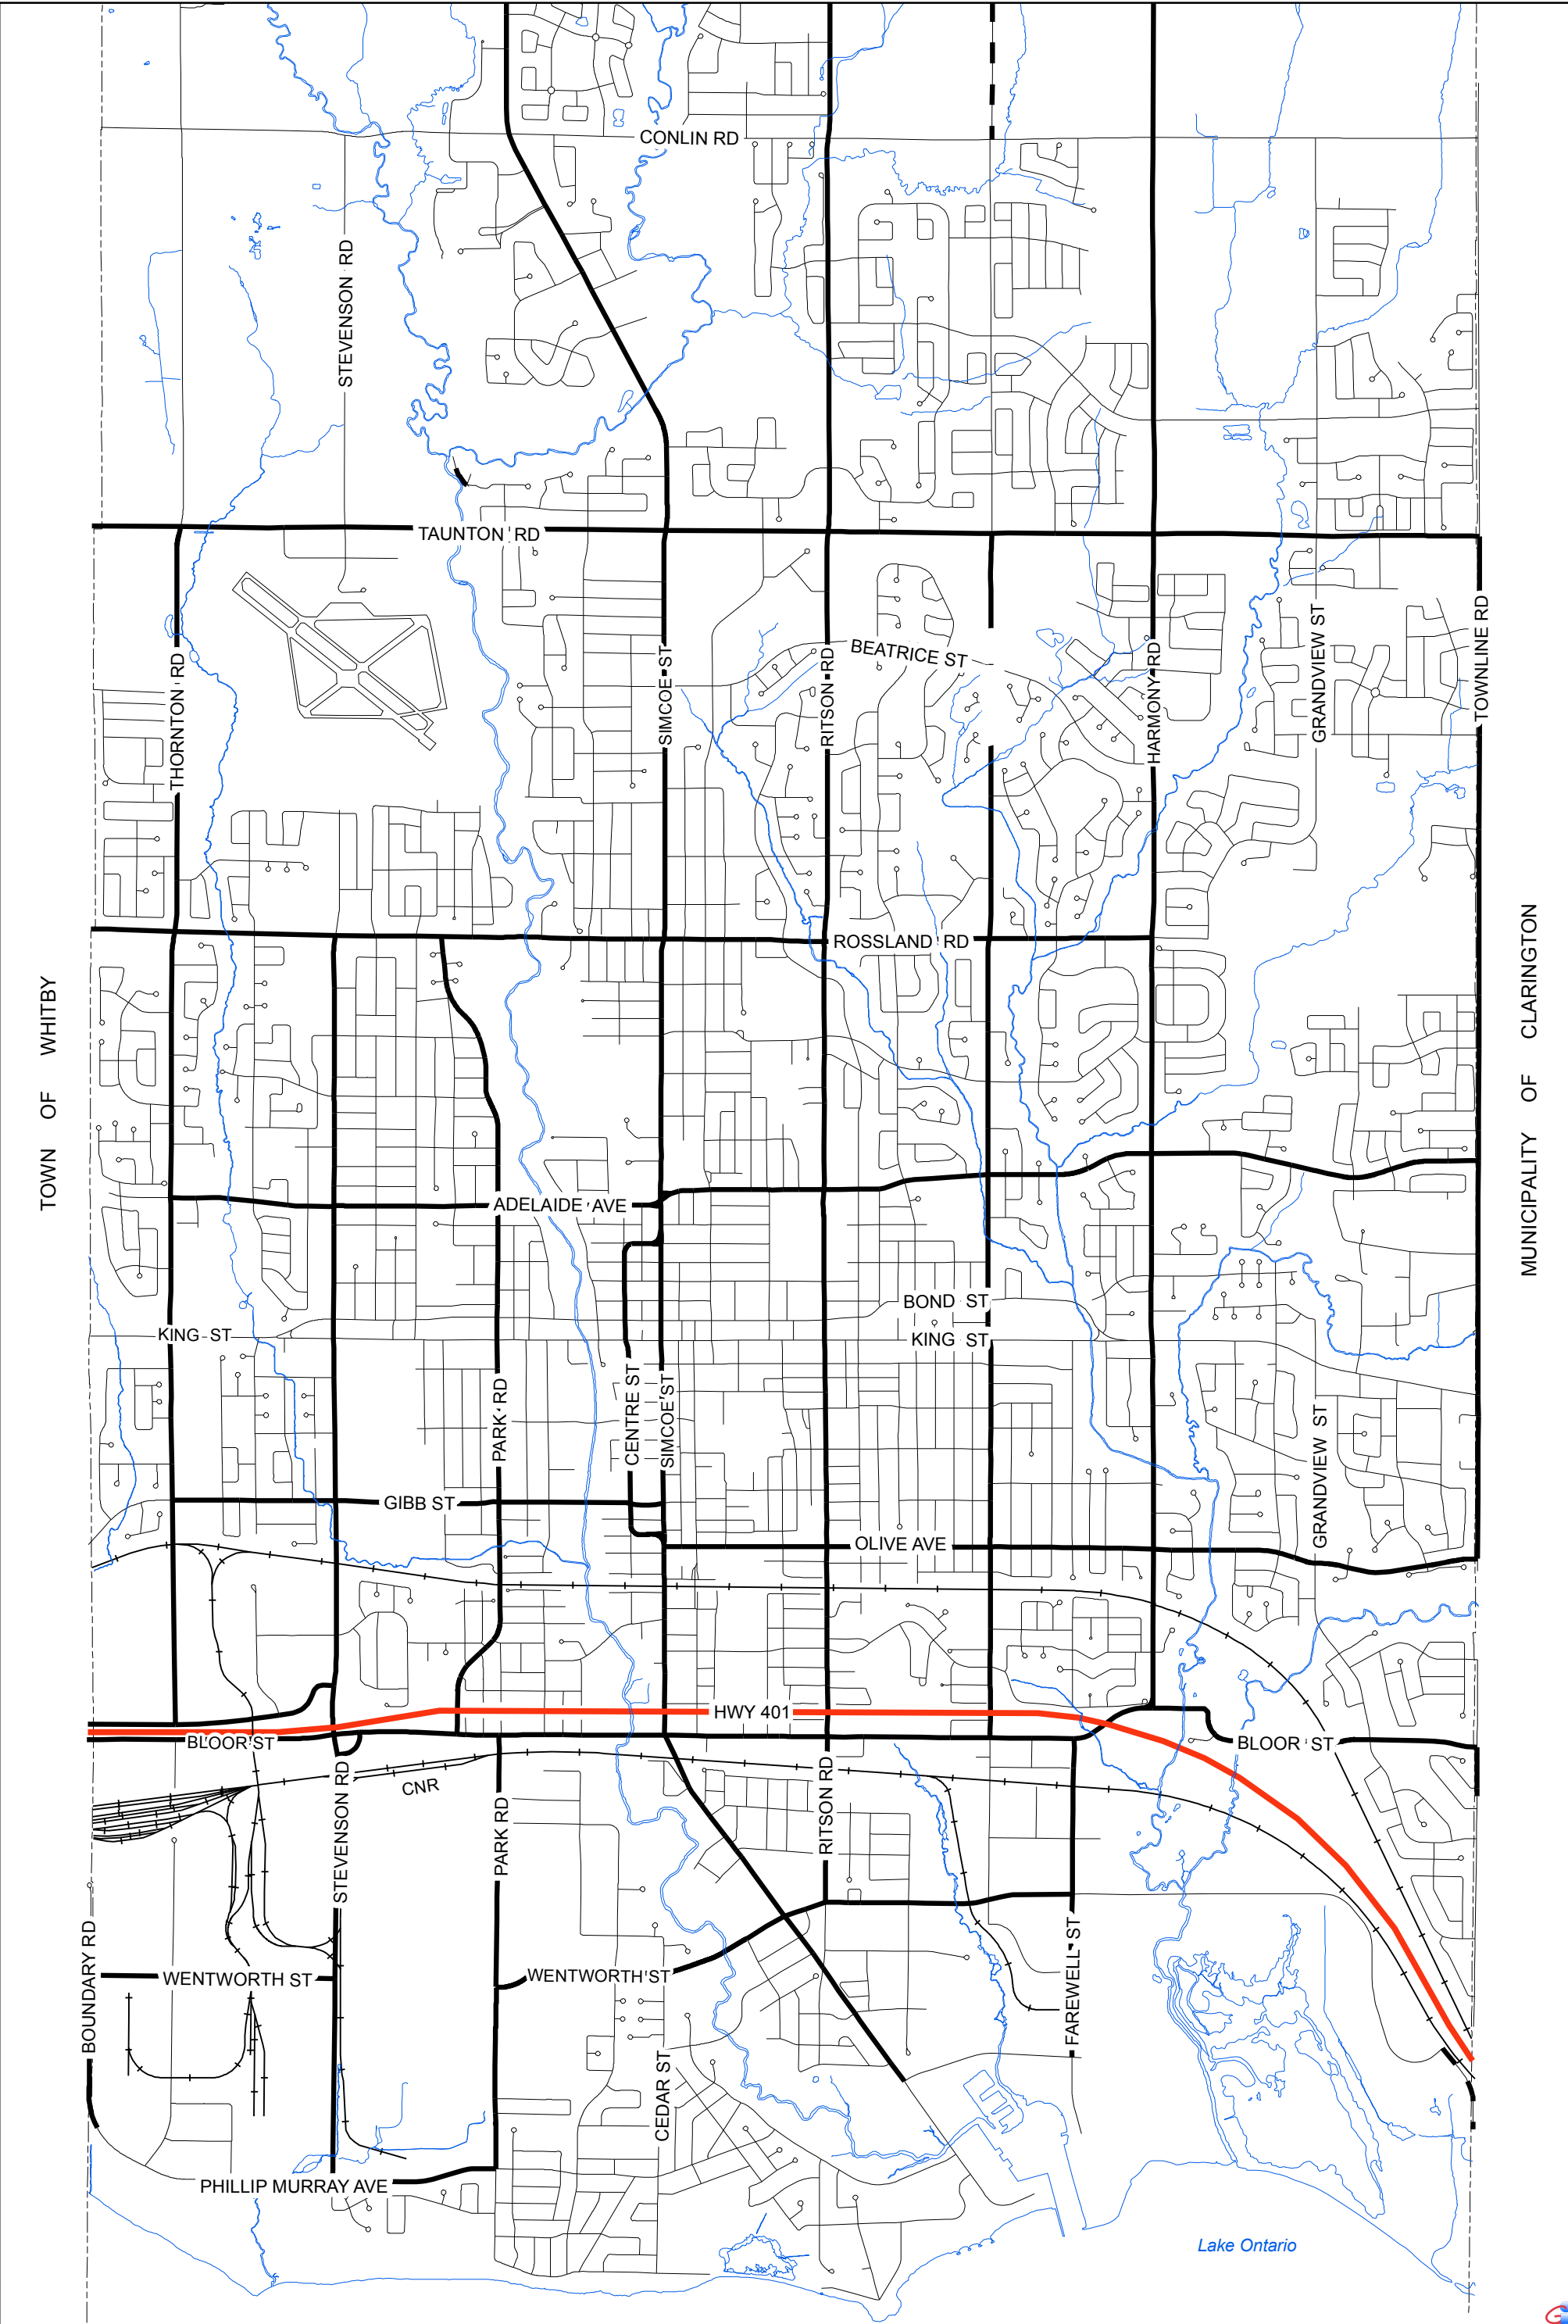 CONLIN RD
STEVENSON RD
TAUNTON RD
THORNTON RD
SIMCOE ST
RITSON RD
BEATRICE ST
HARMONY RD
GRANDVIEW ST
TOWNLINE RD
ROSSLAND RD
TOWN OF WHITBY
MUNICIPALITY OF CLARINGTON
ADELAIDE AVE
BOND ST
KING ST
KING ST
PARK RD
CENTRE ST
SIMCOE ST
GRANDVIEW ST
GIBB ST
OLIVE AVE
HWY 401
BLOOR ST
BLOOR ST
CNR
STEVENSON RD
PARK RD
RITSON RD
BOUNDARY RD
WENTWORTH ST
WENTWORTH ST
FAREWELL ST
CEDAR ST
PHILLIP MURRAY AVE
Lake Ontario